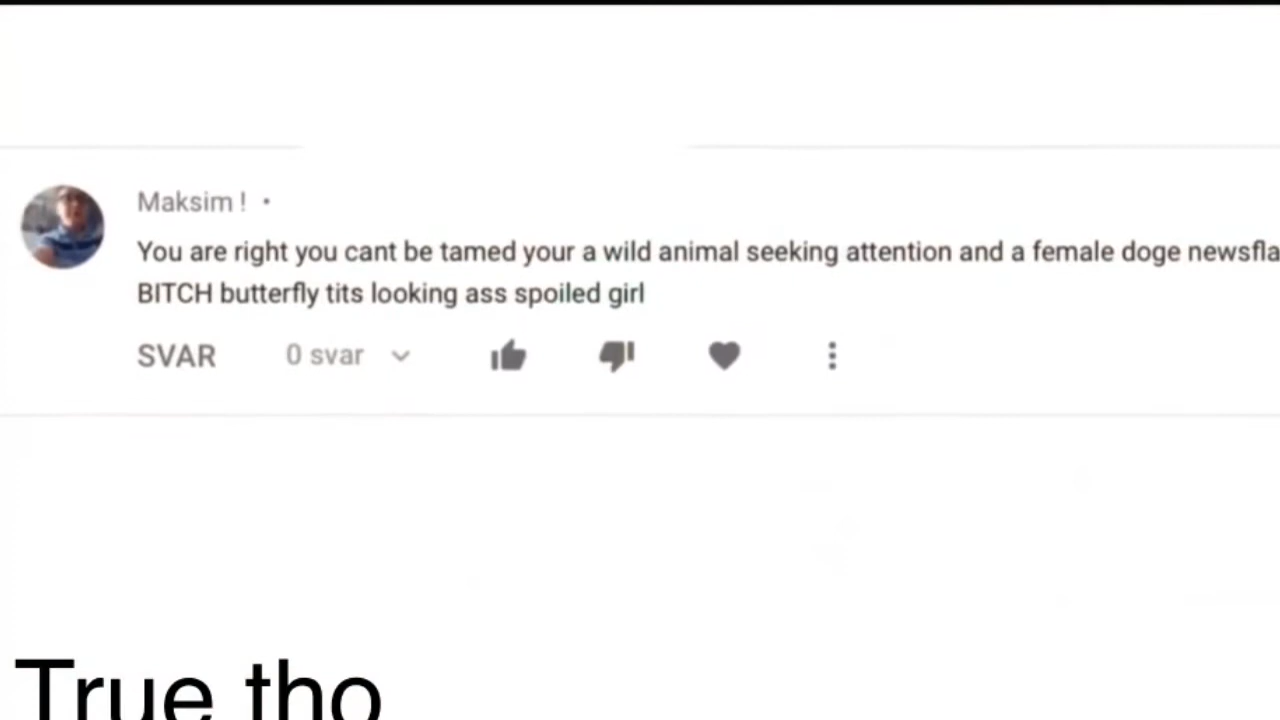 Maksim ! •
You are right you cant be tamed your a wild animal seeking attention and a female doge newsfla
BITCH butterfly tits looking ass spoiled girl
SVAR 0 svar
True tho